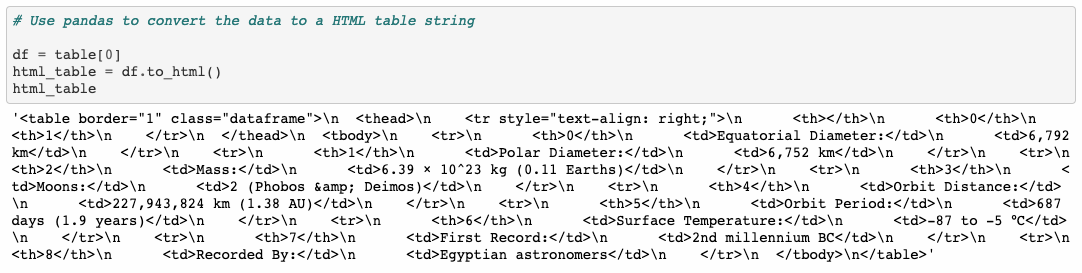 # Use pandas to convert the data to a HTML table string
df = table[0]
html_table = df.to_html()
html_table
'<table border="1" class="dataframe">\n  <thead>\n    <tr style="text-align: right;">\n      <th></th>\n      <th>0</th>\n
<th>1</th>\n    </tr>\n  </thead>\n  <tbody>\n    <tr>\n      <th>0</th>\n      <td>Equatorial Diameter:</td>\n      <td>6,792
km</td>\n    </tr>\n    <tr>\n      <th>1</th>\n      <td>Polar Diameter:</td>\n      <td>6,752 km</td>\n    </tr>\n    <tr>\n
<th>2</th>\n      <td>Mass:</td>\n      <td>6.39 × 10^23 kg (0.11 Earths)</td>\n    </tr>\n    <tr>\n      <th>3</th>\n      <
td>Moons:</td>\n      <td>2 (Phobos &amp; Deimos)</td>\n    </tr>\n    <tr>\n      <th>4</th>\n      <td>Orbit Distance:</td>
\n      <td>227,943,824 km (1.38 AU)</td>\n    </tr>\n    <tr>\n      <th>5</th>\n      <td>Orbit Period:</td>\n      <td>687
days (1.9 years)</td>\n    </tr>\n    <tr>\n      <th>6</th>\n      <td>Surface Temperature:</td>\n      <td>-87 to -5 °C</td>
\n    </tr>\n    <tr>\n      <th>7</th>\n      <td>First Record:</td>\n      <td>2nd millennium BC</td>\n    </tr>\n    <tr>\n
<th>8</th>\n      <td>Recorded By:</td>\n      <td>Egyptian astronomers</td>\n    </tr>\n  </tbody>\n</table>'